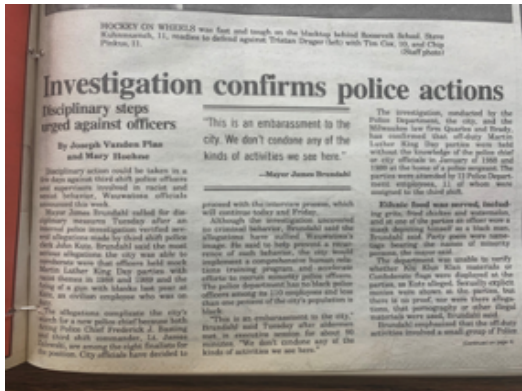 HOCKEY ON WHEELS was fast and tough on the blacktop behind Roosevelt School. Steve
11, readies to defend against Tristan Drager (left) with Tim Cox, 10, and Chip
Pinkus, 11.
(Staff photo)
Investigation confirms police actions
Disciplinary steps
urged against officers
By Joseph Vanden Plas
and Mary Hoehne
Disciplinary action could be taken in a
days against third shift police officers
and supervisors involved in racist and
sexist behavior, Wauwatosa officials
announced this week.
Mayor James Brundahl called for dis-
ciplinary measures Tuesday after an
internal police investigation verified sev-
eral allegations made by third shift police
clerk John Kutz. Brundahl said the most
serious allegations the city was able to
corroborate were that officers held mock
Martin Luther King Day parties with
racist themes in 1988 and 1989 and the
firing of a gun with blanks last year at
Kutz, an civilian employee who was on
The allegations complicate the city's
search for a new police chief because both
Acting Police Chief Frederick J. Basting
and third shift commander, Lt. James
are among the eight finalists for
the position. City officials have decided to
"This is an embarassment to the
city. We don't condone any of the
kinds of activities we see here."
—Mayor James Brundahl
proceed with the interview process, which
will continue today and Friday.
Although the investigation uncovered
no criminal behavior, Brundahl said the
allegations have sullied Wauwatosa's
image. He said to help prevent a recur-
rence of such behavior, the city would
implement a comprehensive human rela-
tions training program, and accelerate
efforts to recruit minority police officers.
The police department has no black police
officers among its 110 employees and less
than one percent of the city's population is
black.
"This is an embarassment to the city,"
Brundahl said Tuesday after aldermen
met in executive session for about 90
minutes. "We don't condone any of the
kinds of activities we see here."
The investigation, conducted by the
Police Department, the city, and the
Milwaukee law firm Quarles and Brady,
has confirmed that off-duty Martin
Luther King Day parties were held
without the knowledge of the police chief
or city officials in January of 1988 and
1989 at the home of a police sergeant. The
parties were attended by 13 Police Depart-
ment employees, 11 of whom were
assigned to the third shift.
Ethnic food was served, includ-
ing grits, fried chicken and watermelon,
and at one of the parties an officer wore a
mask depicting himself as a black man.
Brundahl said. Party goers wore name-
tags bearing the names of minority
persons, the mayor said.
The department was unable to verify
whether Klu Klux Klan materials or
Confederate flags were displayed at the
parties, as Kutz alleged. Sexually explicit
movies were shown at the parties, but
there is no proof, nor were there allega-
tions, that pornography or other illegal
materials were used, Brundahl said.
Brundahl emphasized that the off-duty
activities involved a small group of Police